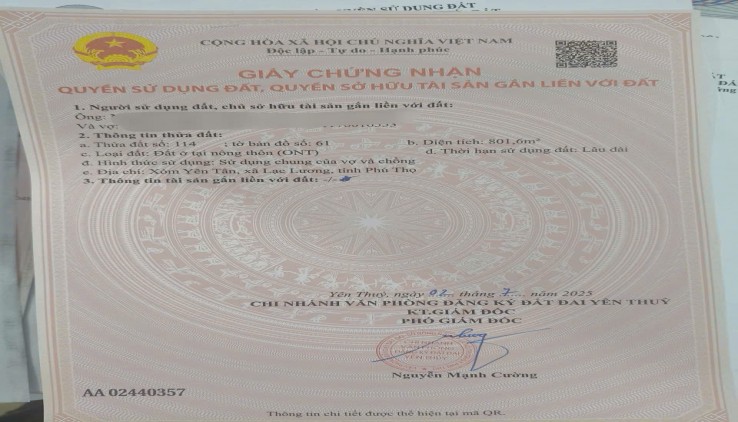 QUYỀN SỬ DỤNG ĐẤT
CỘNG HÒA XÃ HỘI CHỦ NGHĨA VIỆT NAM
Độc lập - Tự do - Hạnh phúc
GIẤY CHỨNG NHẬN
QUYỀN SỬ DỤNG ĐẤT, QUYỀN SỞ HỮU TÀI SẢN GẮN LIỀN VỚI ĐẤT
1. Người sử dụng đất, chủ sở hữu tài sản gắn liền với đất:
Ông:
Và vợ
2. Thông tin thửa đất:
a. Thửa đất số: 114 ; tờ bản đồ số: 61 b. Diện tích: 801,6m²
c. Loại đất: Đất ở tại nông thôn (ONT) d. Thời hạn sử dụng đất: Lâu dài
đ. Hình thức sử dụng: Sử dụng chung của vợ và chồng
e. Địa chỉ: Xóm Yên Tân, xã Lạc Lương, tỉnh Phú Thọ
3. Thông tin tài sản gắn liền với đất: -/-
Yên Thuỷ, ngày 02 tháng 7 năm 2025
CHI NHÁNH VĂN PHÒNG ĐĂNG KÝ ĐẤT ĐAI YÊN THUỶ
KT.GIÁM ĐỐC
PHÓ GIÁM ĐỐC
Nguyễn Mạnh Cường
AA 02440357
Thông tin chi tiết được thể hiện tại mã QR.